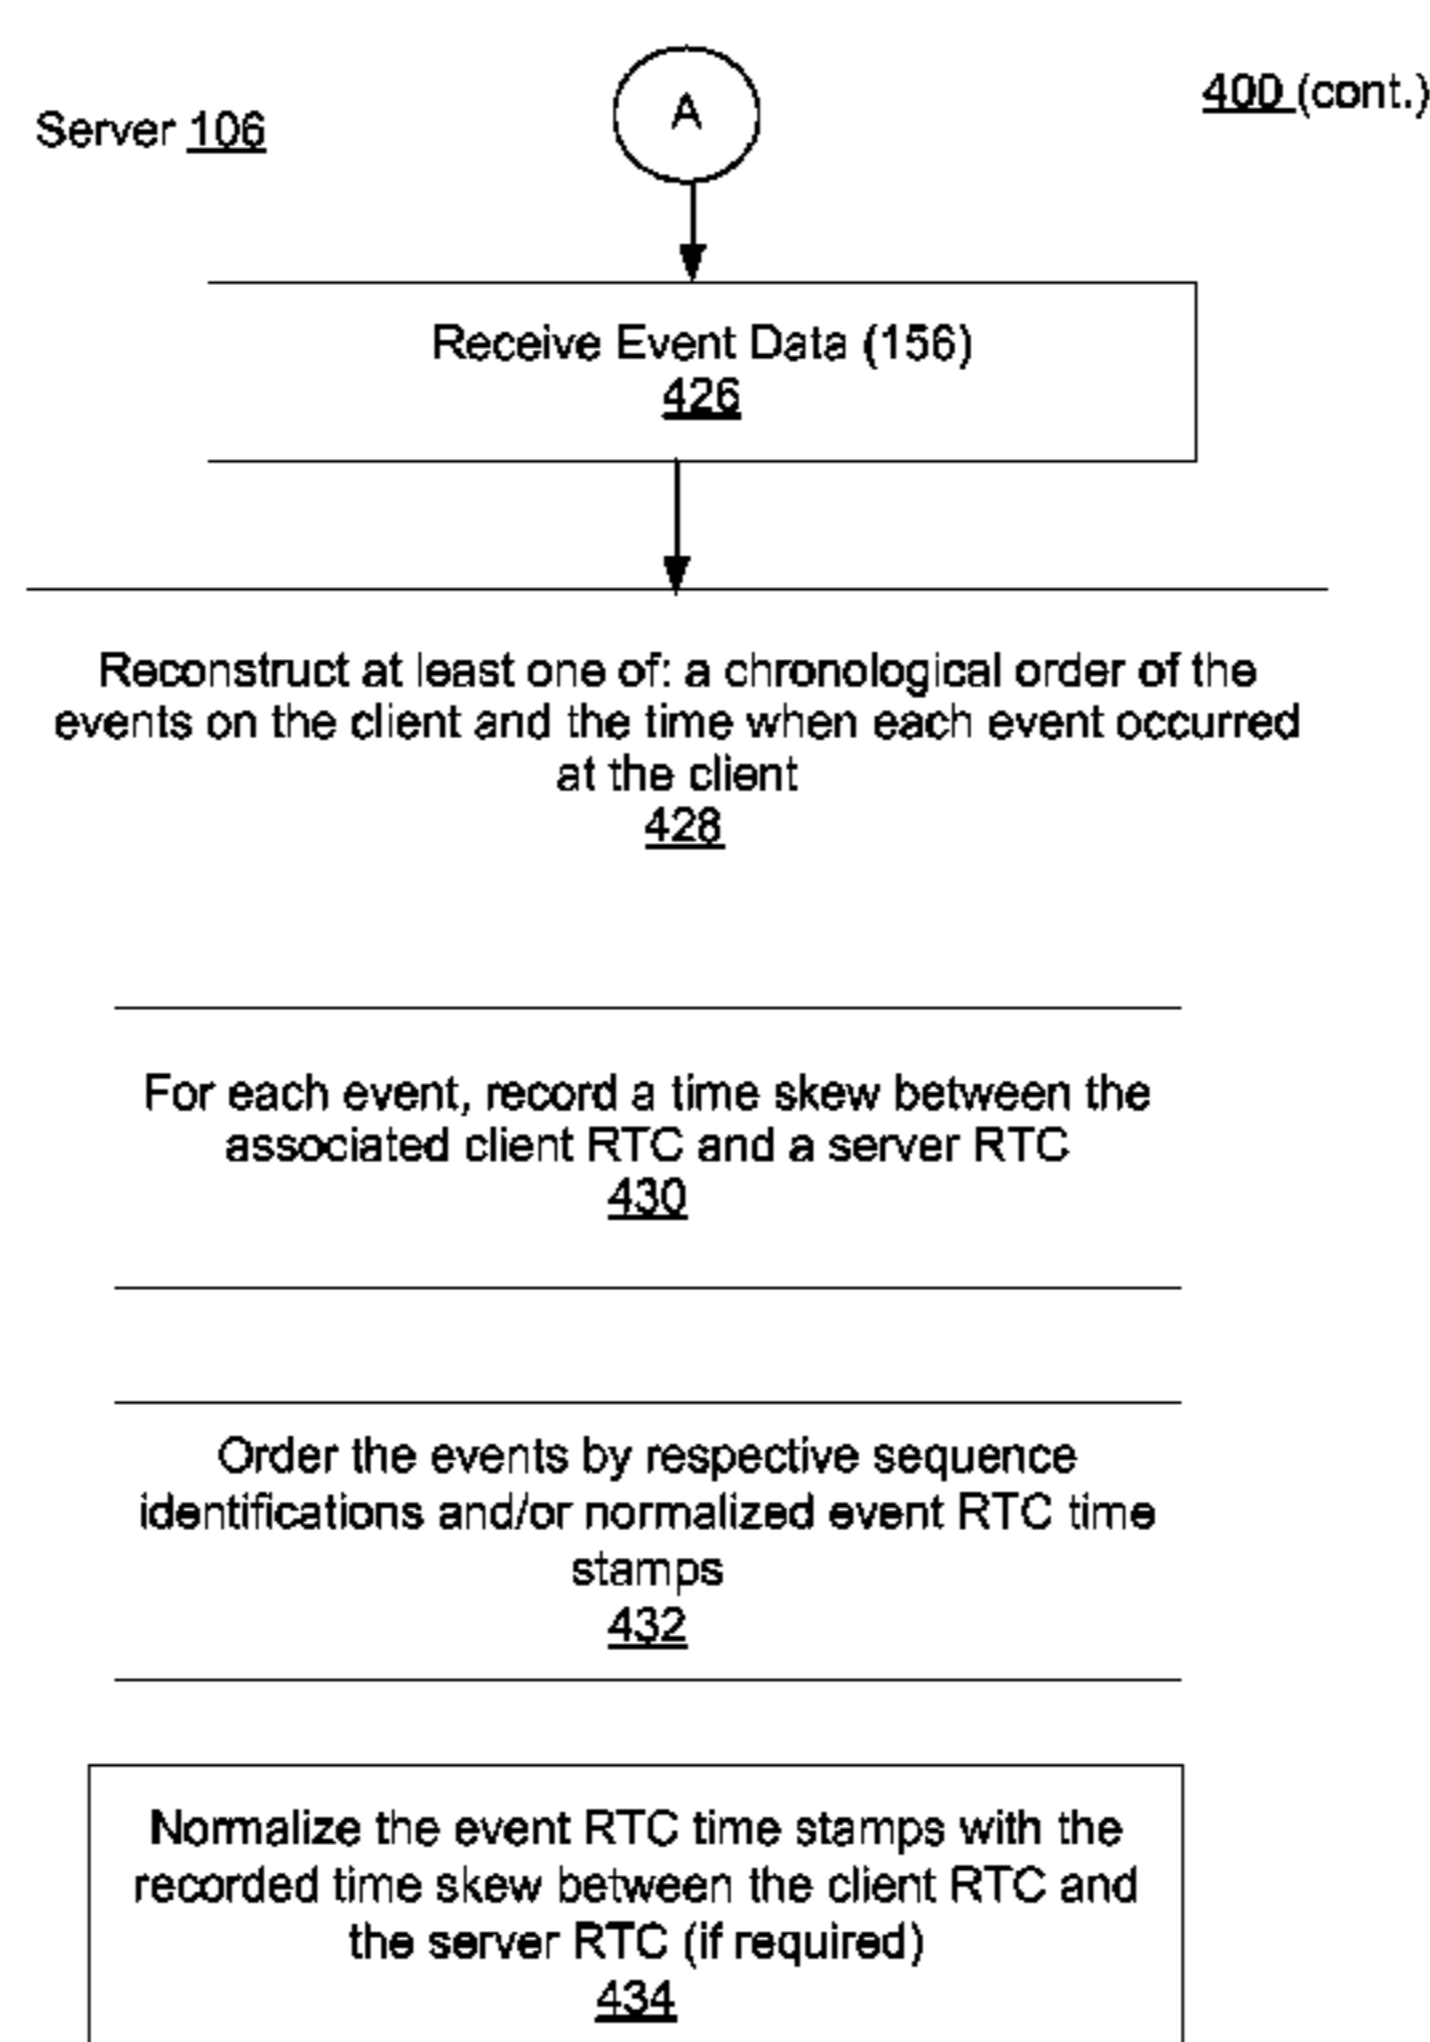 Server 106
A
400 (cont.)
Receive Event Data (156)
426
Reconstruct at least one of: a chronological order of the
events on the client and the time when each event occurred
at the client
428
For each event, record a time skew between the
associated client RTC and a server RTC
430
Order the events by respective sequence
identifications and/or normalized event RTC time
stamps
432
Normalize the event RTC time stamps with the
recorded time skew between the client RTC and
the server RTC (if required)
434